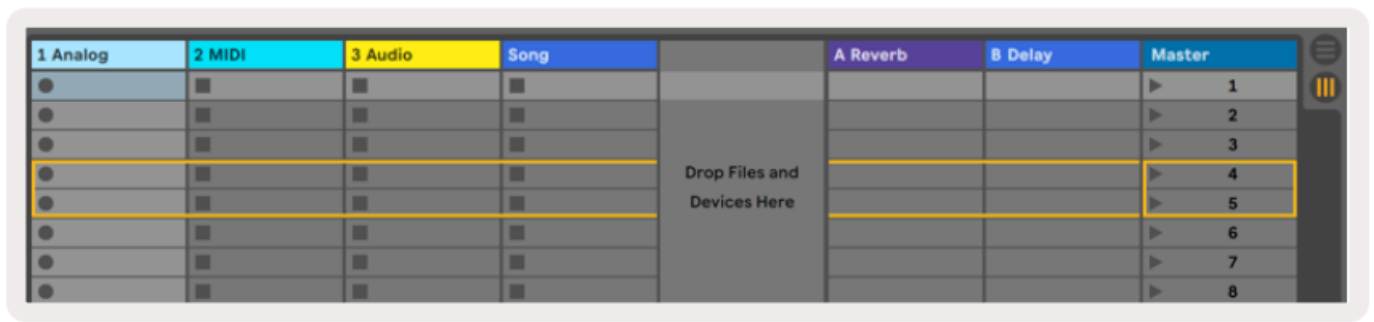 1 Analog 2 MIDI 3 Audio Song A Reverb B Delay Master
1
2
3
Drop Files and 4
Devices Here 5
6
7
8